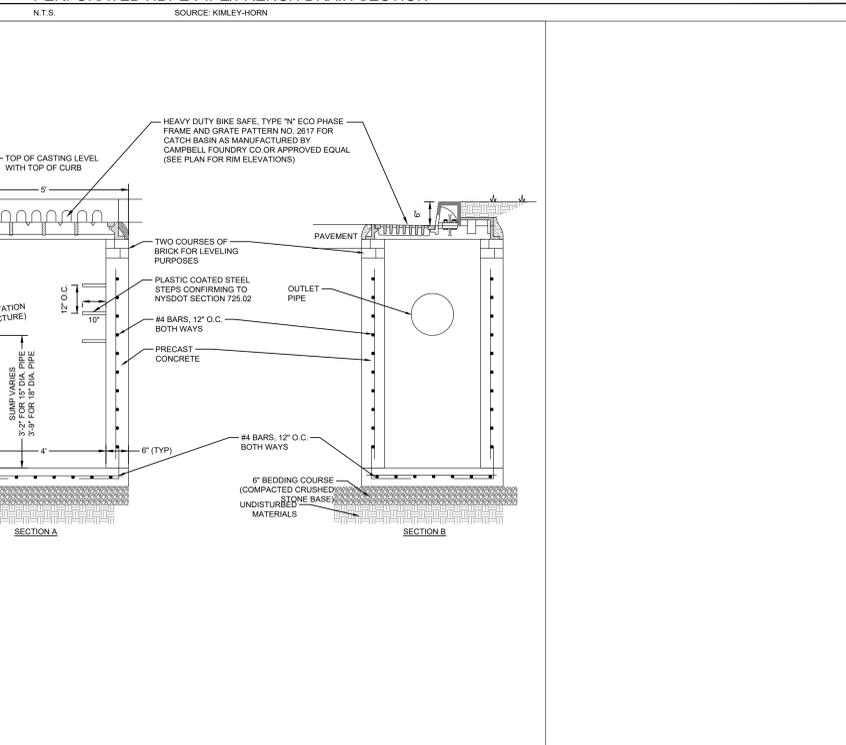 N.T.S.
SOURCE: KIMLEY-HORN
HEAVY DUTY BIKE SAFE, TYPE "N" ECO PHASE
FRAME AND GRATE PATTERN NO. 2617 FOR
CATCH BASIN AS MANUFACTURED BY
CAMPBELL FOUNDRY CO.OR APPROVED EQUAL
(SEE PLAN FOR RIM ELEVATIONS)
TOP OF CASTING LEVEL
WITH TOP OF CURB
5'
6"
PAVEMENT
TWO COURSES OF
BRICK FOR LEVELING
PURPOSES
PLASTIC COATED STEEL
STEPS CONFIRMING TO
NYSDOT SECTION 725.02
12" O.C.
10"
OUTLET
PIPE
#4 BARS, 12" O.C.
BOTH WAYS
PRECAST
CONCRETE
SUMP VARIES
3'-2" FOR 15" DIA. PIPE
3'-9" FOR 18" DIA. PIPE
4'
6" (TYP)
#4 BARS, 12" O.C.
BOTH WAYS
6" BEDDING COURSE
(COMPACTED CRUSHED
STONE BASE)
UNDISTURBED
MATERIALS
SECTION A
SECTION B